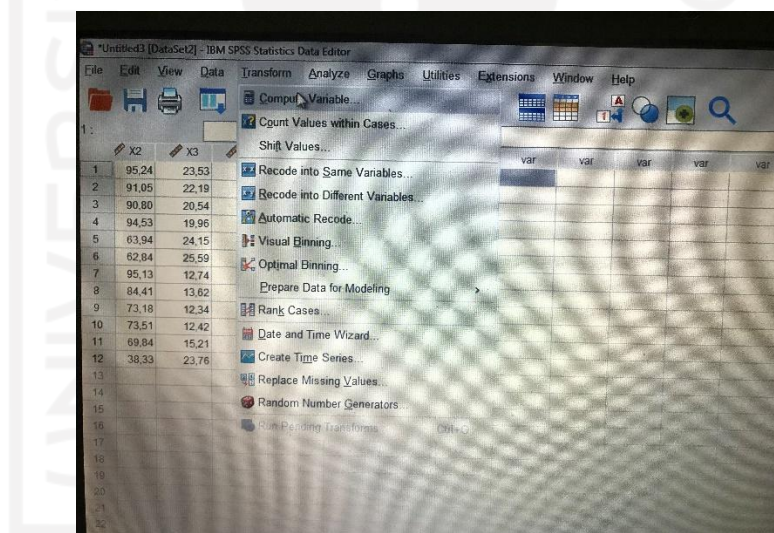 *Untitled3 [DataSet2] - IBM SPSS Statistics Data Editor
File Edit View Data Transform Analyze Graphs Utilities Extensions Window Help
Compute Variable...
Count Values within Cases...
1 :
Shift Values...
X2 X3 var var var var var
1 95,24 23,53 Recode into Same Variables...
2 91,05 22,19 Recode into Different Variables...
3 90,80 20,54
4 94,53 19,96 Automatic Recode...
5 63,94 24,15 Visual Binning...
6 62,84 25,59 Optimal Binning...
7 95,13 12,74
8 84,41 13,62 Prepare Data for Modeling
9 73,18 12,34 Rank Cases...
10 73,51 12,42 Date and Time Wizard...
11 69,84 15,21 Create Time Series...
12 38,33 23,76
13 Replace Missing Values...
14 Random Number Generators...
15
16 Run Pending Transforms Ctrl+G
17
18
19
20
21
22